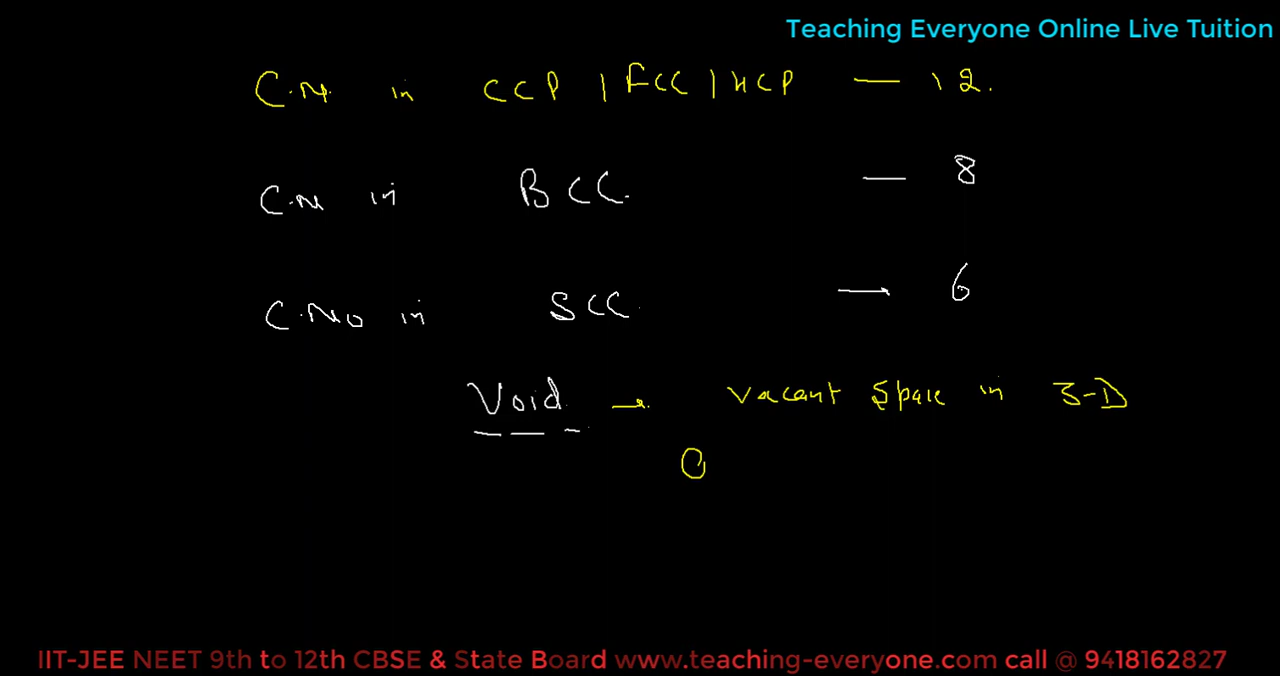 Teaching Everyone Online Live Tuition
C.N. in CCP | FCC | HCP — 12.
C.N in BCC. — 8
C.No in SCC. → 6
Void → Vacant Space in 3-D
O
IIT-JEE NEET 9th to 12th CBSE & State Board www.teaching-everyone.com call @ 9418162827